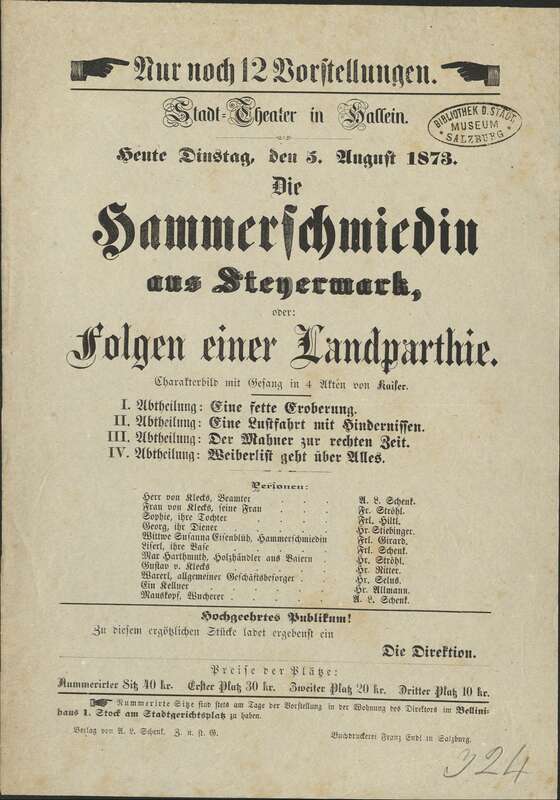 Nur noch 12 Vorstellungen.
Stadt-Theater in Hallein.
BIBLIOTHEK D. STÄDT.
MUSEUM
SALZBURG
Heute Dinstag, den 5. August 1873.
Die
Hammerschmiedin
aus Steyermark,
oder:
Folgen einer Landparthie.
Charakterbild mit Gesang in 4 Akten von Kaiser.
I. Abtheilung: Eine fette Eroberung.
II. Abtheilung: Eine Lustfahrt mit Hindernissen.
III. Abtheilung: Der Mahner zur rechten Zeit.
IV. Abtheilung: Weiberlist geht über Alles.
Personen:
Herr von Klecks, Beamter . . . . A. L. Schenk.
Frau von Klecks, seine Frau . . . . Fr. Ströhl.
Sophie, ihre Tochter . . . . Frl. Hiltl.
Georg, ihr Diener . . . . Hr. Stiebinger.
Wittwe Susanna Eisenblüh, Hammerschmiedin Frl. Girard.
Liserl, ihre Base . . . . Frl. Schenk.
Max Harthmuth, Holzhändler aus Baiern . Hr. Ströhl.
Gustav v. Klecks . . . . Hr. Ritter.
Waxerl, allgemeiner Geschäftsbesorger . . Hr. Selus.
Ein Kellner . . . . Hr. Allmann.
Mauskopf, Wucherer . . . . A. L. Schenk.
Hochgeehrtes Publikum!
Zu diesem ergötzlichen Stücke ladet ergebenst ein
Die Direktion.
Preise der Plätze:
Nummerirter Sitz 40 kr. Erster Platz 30 kr. Zweiter Platz 20 kr. Dritter Platz 10 kr.
Nummerirte Sitze sind stets am Tage der Vorstellung in der Wohnung des Direktors im Bellini-
haus 1. Stock am Stadtgerichtsplatz zu haben.
Verlag von A. L. Schenk. Z. u. st. G. Buchdruckerei Franz Endl in Salzburg.
324